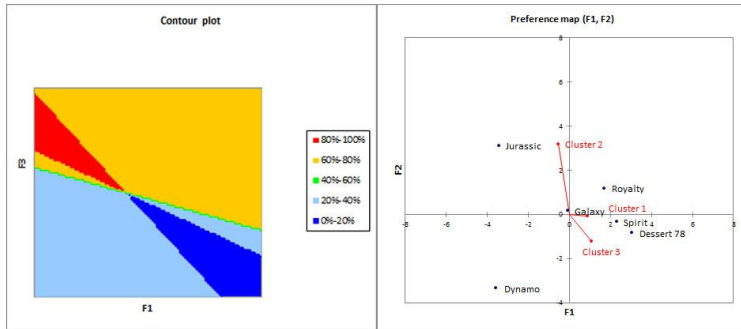 Contour plot
F3
F1
80%-100%
60%-80%
40%-60%
20%-40%
0%-20%
Preference map (F1, F2)
8
6
4
2
0
-2
-4
-8
-6
-4
-2
0
2
4
6
8
F2
F1
Jurassic
Cluster 2
Royalty
Galaxy
Cluster 1
Spirit
Dessert 78
Cluster 3
Dynamo